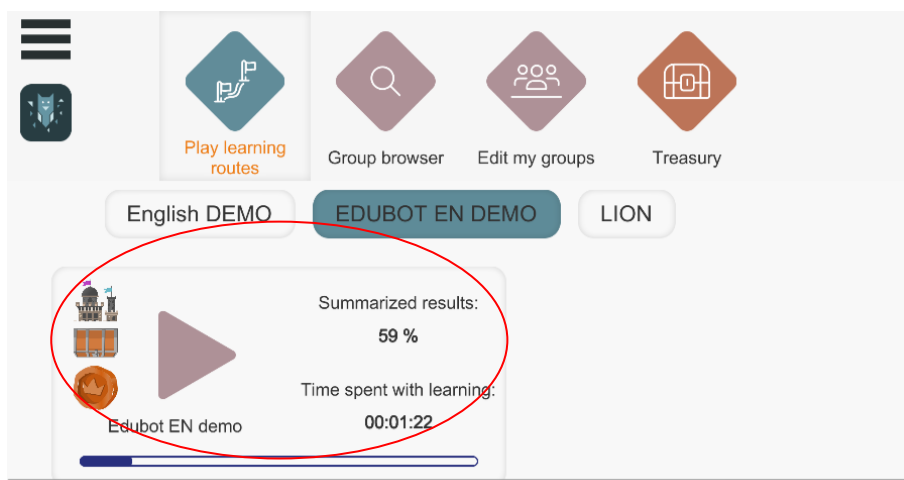 Play learning
routes
Group browser
Edit my groups
Treasury
English DEMO
EDUBOT EN DEMO
LION
Summarized results:
59 %
Time spent with learning:
00:01:22
Edubot EN demo